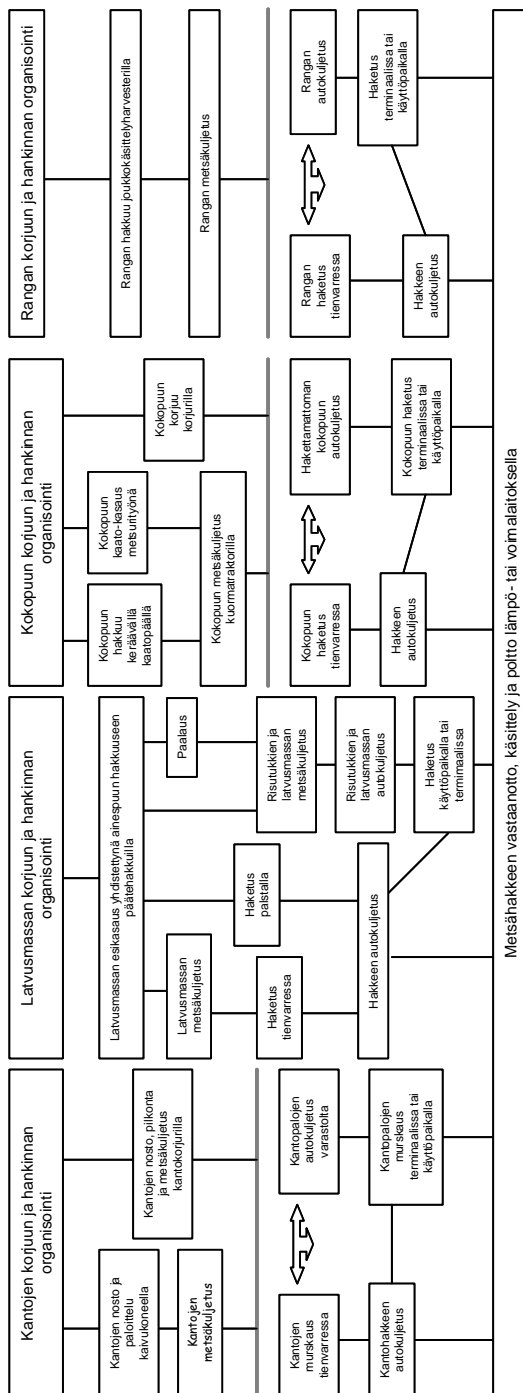 Kantojen korjuun ja hankinnan
organisointi
Kantojen nosto ja
paloittelu
kaivukoneella
Kantojen nosto, pilkonta
ja metsäkuljetus
kantokorjurilla
Kantojen
metsäkuljetus
Kantojen
murskaus
tienvarressa
Kantopalojen
autokuljetus
varastolta
Kantohakkeen
autokuljetus
Kantopalojen
murskaus
terminaalissa tai
käyttöpaikalla
Latvusmassan korjuun ja hankinnan
organisointi
Latvusmassan esikasaus yhdistettynä ainespuun hakkuuseen
päätehakkuilla
Latvusmassan
metsäkuljetus
Paalaus
Haketus
tienvarressa
Haketus
palstalla
Risutukkien ja
latvusmassan
metsäkuljetus
Risutukkien ja
latvusmassan
autokuljetus
Hakkeen autokuljetus
Haketus
käyttöpaikalla tai
termimaalissa
Kokopuun korjuun ja hankinnan
organisointi
Kokopuun
hakkuu
keräävällä
kaatopäällä
Kokopuun
kaato-kasaus
metsurityönä
Kokopuun
korjuu
korjurilla
Kokopuun metsäkuljetus
kuormatraktorilla
Kokopuun haketus
tienvarressa
Hakettamattoman
kokopuun
autokuljetus
Hakkeen
autokuljetus
Kokopuun haketus
terminaalissa tai
käyttöpaikalla
Rangan korjuun ja hankinnan organisointi
Rangan hakkuu joukkokäsittelyharvesterilla
Rangan metsäkuljetus
Rangan
haketus
tienvarressa
Rangan
autokuljetus
Hakkeen
autokuljetus
Haketus
terminaalissa tai
käyttöpaikalla
Metsähakkeen vastaanotto, käsittely ja poltto lämpö- tai voimalaitoksella